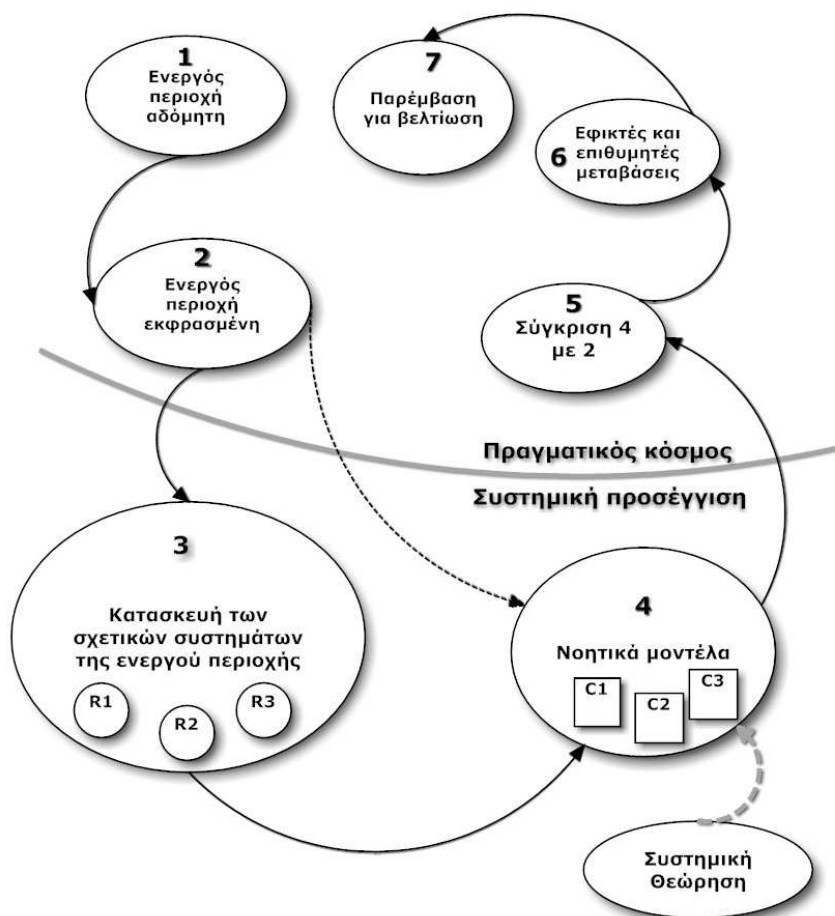 1
Ενεργός
περιοχή
αδόμητη
2
Ενεργός
περιοχή
εκφρασμένη
7
Παρέμβαση
για βελτίωση
6
Εφικτές και
επιθυμητές
μεταβάσεις
5
Σύγκριση 4
με 2
Πραγματικός κόσμος
Συστημική προσέγγιση
3
Κατασκευή των
σχετικών συστημάτων
της ενεργού περιοχής
R1
R2
R3
4
Νοητικά μοντέλα
C1
C2
C3
Συστημική
Θεώρηση